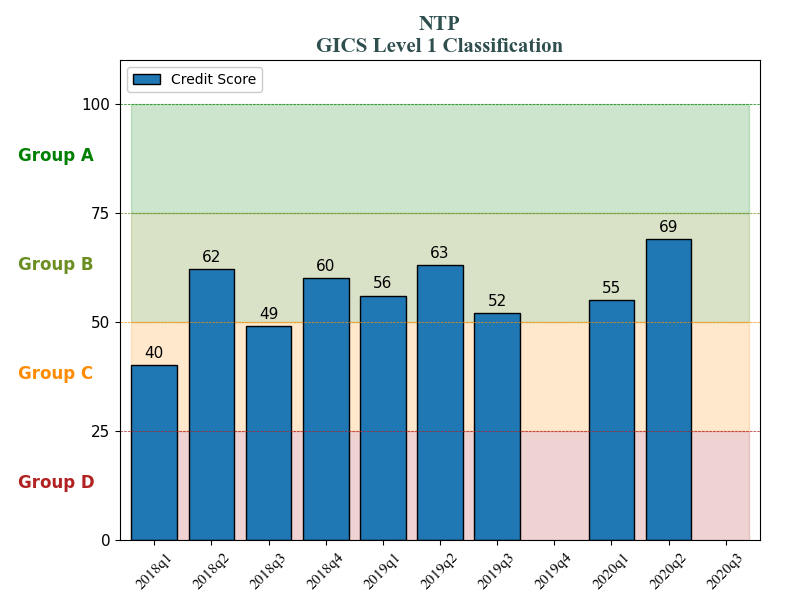 NTP
GICS Level 1 Classification
Credit Score
100
Group A
75
Group B
50
Group C
25
Group D
0
40
62
49
60
56
63
52
55
69
2018q1
2018q2
2018q3
2018q4
2019q1
2019q2
2019q3
2019q4
2020q1
2020q2
2020q3